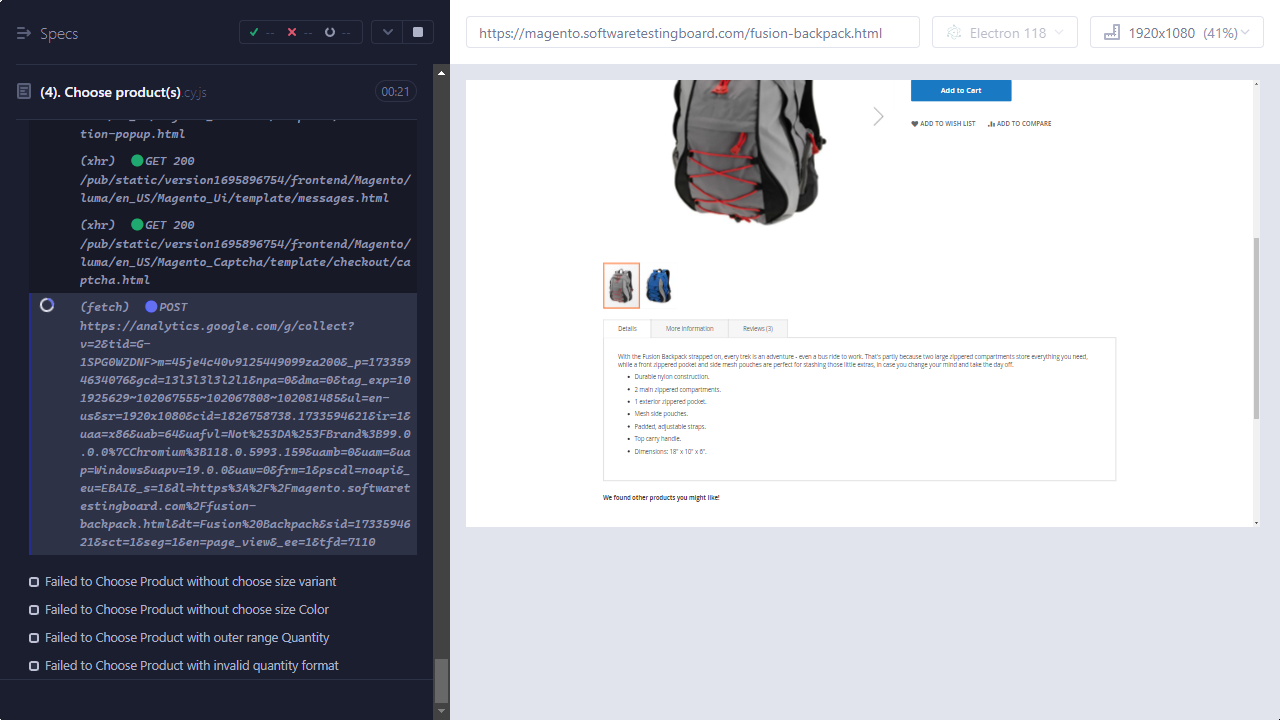 Specs
-- -- --
(4). Choose product(s).cy.js
00:21
tion-popup.html
(xhr) GET 200
/pub/static/version1695896754/frontend/Magento/
luma/en_US/Magento_Ui/template/messages.html
(xhr) GET 200
/pub/static/version1695896754/frontend/Magento/
luma/en_US/Magento_Captcha/template/checkout/ca
ptcha.html
(fetch) POST
https://analytics.google.com/g/collect?
v=2&tid=G-
1SPG0WZDNF&gtm=45je4c40v9125449099za200&_p=173359
4634076&gcd=13l3l3l3l2l1&npa=0&dma=0&tag_exp=10
1925629~102067555~102067808~102081485&ul=en-
us&sr=1920x1080&cid=1826758738.1733594621&ir=1&
uaa=x86&uab=64&uafvl=Not%253DA%253FBrand%3B99.0
.0.0%7CChromium%3B118.0.5993.159&uamb=0&uam=&ua
p=Windows&uapv=19.0.0&uaw=0&frm=1&pscdl=noapi&_
eu=EBAI&_s=1&dl=https%3A%2F%2Fmagento.softwaret
estingboard.com%2Ffusion-
backpack.html&dt=Fusion%20Backpack&sid=17335946
21&sct=1&seg=1&en=page_view&_ee=1&tfd=7110
Failed to Choose Product without choose size variant
Failed to Choose Product without choose size Color
Failed to Choose Product with outer range Quantity
Failed to Choose Product with invalid quantity format
https://magento.softwaretestingboard.com/fusion-backpack.html
Electron 118
1920x1080 (41%)
Add to Cart
ADD TO WISH LIST
ADD TO COMPARE
Details
More Information
Reviews (3)
With the Fusion Backpack strapped on, every trek is an adventure - even a bus ride to work. That's partly because two large zippered compartments store everything you need,
while a front zippered pocket and side mesh pouches are perfect for stashing those little extras, in case you change your mind and take the day off.
• Durable nylon construction.
• 2 main zippered compartments.
• 1 exterior zippered pocket.
• Mesh side pouches.
• Padded, adjustable straps.
• Top carry handle.
• Dimensions: 18" x 10" x 6".
We found other products you might like!